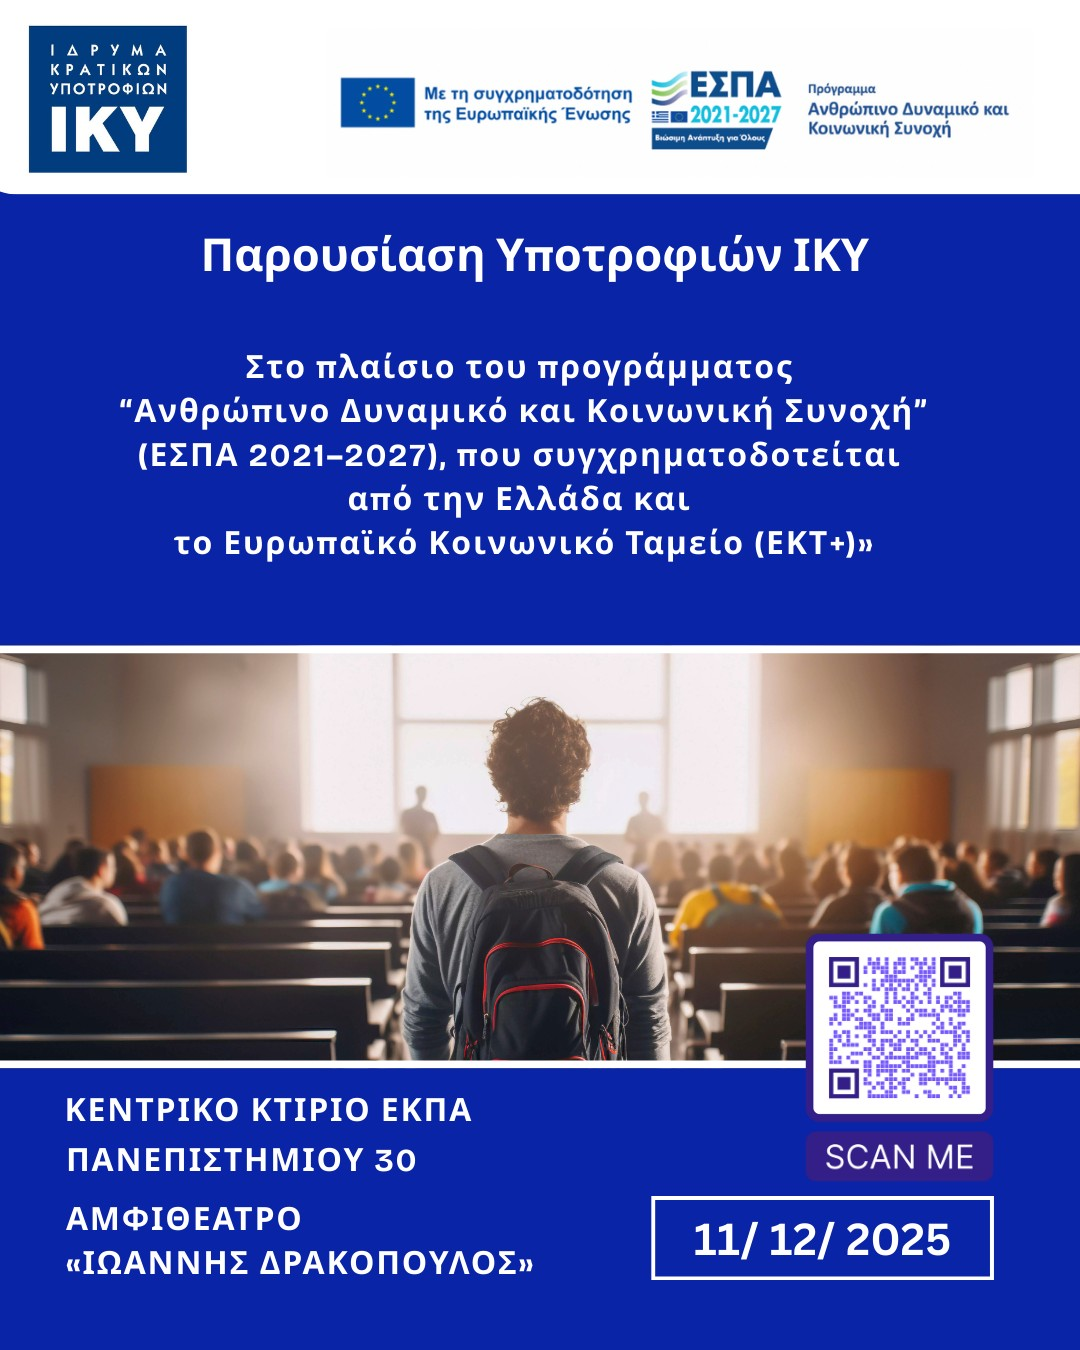 ΙΔΡΥΜΑ
ΚΡΑΤΙΚΩΝ
ΥΠΟΤΡΟΦΙΩΝ
ΙΚΥ
Με τη συγχρηματοδότηση
της Ευρωπαϊκής Ένωσης
ΕΣΠΑ
2021-2027
Βιώσιμη Ανάπτυξη για Όλους
Πρόγραμμα
Ανθρώπινο Δυναμικό και
Κοινωνική Συνοχή
Παρουσίαση Υποτροφιών ΙΚΥ
Στο πλαίσιο του προγράμματος
“Ανθρώπινο Δυναμικό και Κοινωνική Συνοχή”
(ΕΣΠΑ 2021–2027), που συγχρηματοδοτείται
από την Ελλάδα και
το Ευρωπαϊκό Κοινωνικό Ταμείο (ΕΚΤ+)»
ΚΕΝΤΡΙΚΟ ΚΤΙΡΙΟ ΕΚΠΑ
ΠΑΝΕΠΙΣΤΗΜΙΟΥ 30
ΑΜΦΙΘΕΑΤΡΟ
«ΙΩΑΝΝΗΣ ΔΡΑΚΟΠΟΥΛΟΣ»
SCAN ME
11/ 12/ 2025